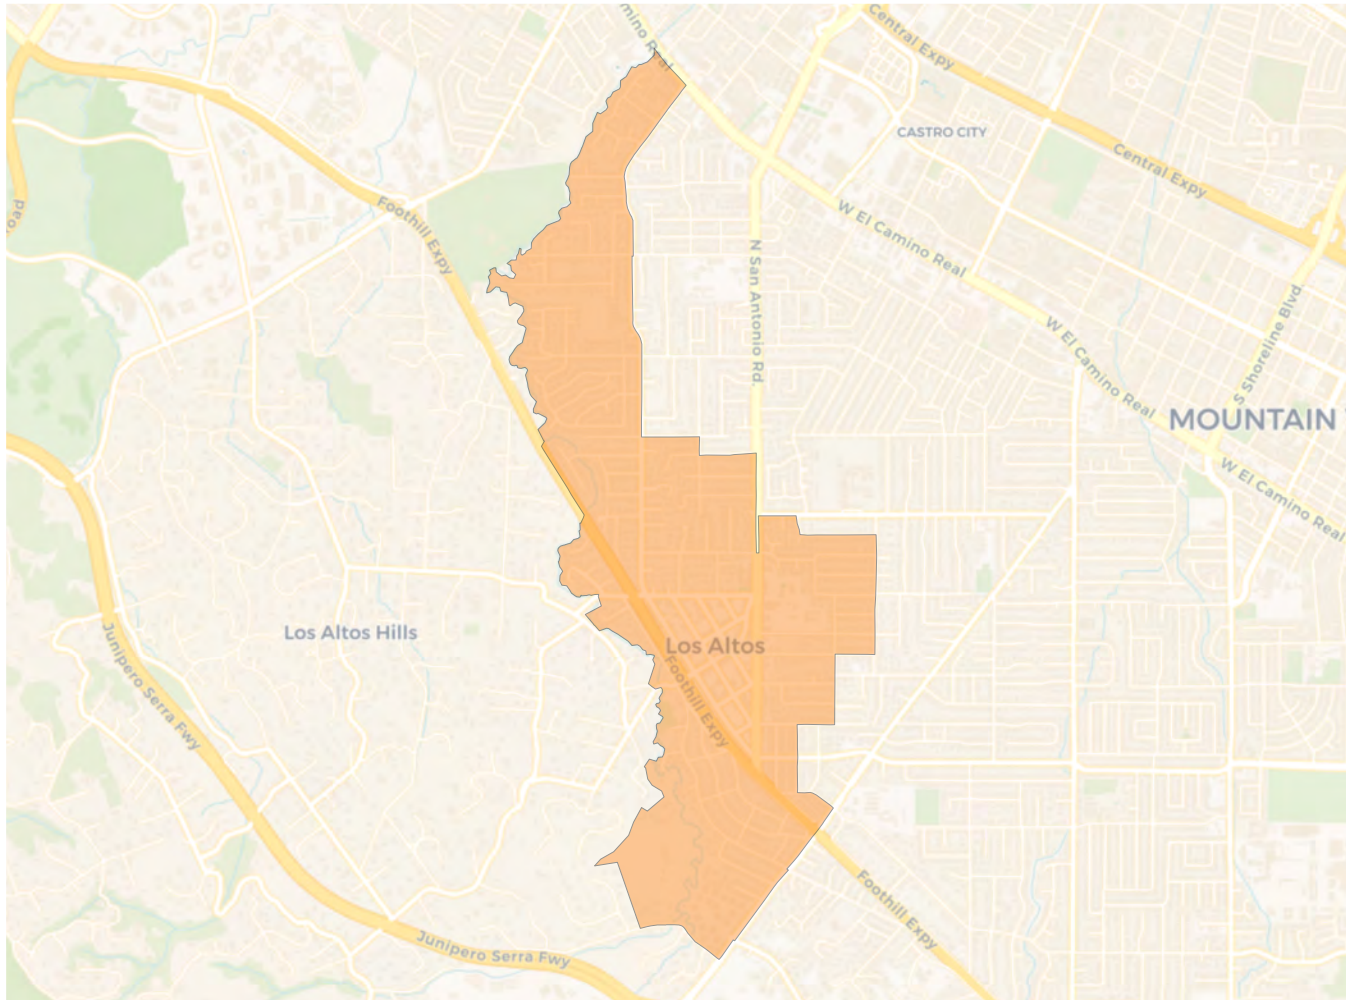 mino Real
Central Expy
CASTRO CITY
Central Expy
Foothill Expy
W El Camino Real
oad
N San Antonio Rd.
W El Camino Real
S Shoreline Blvd.
MOUNTAIN
W El Camino Real
Los Altos Hills
Los Altos
Junipero Serra Fwy
Foothill Expy
Foothill Expy
Junipero Serra Fwy